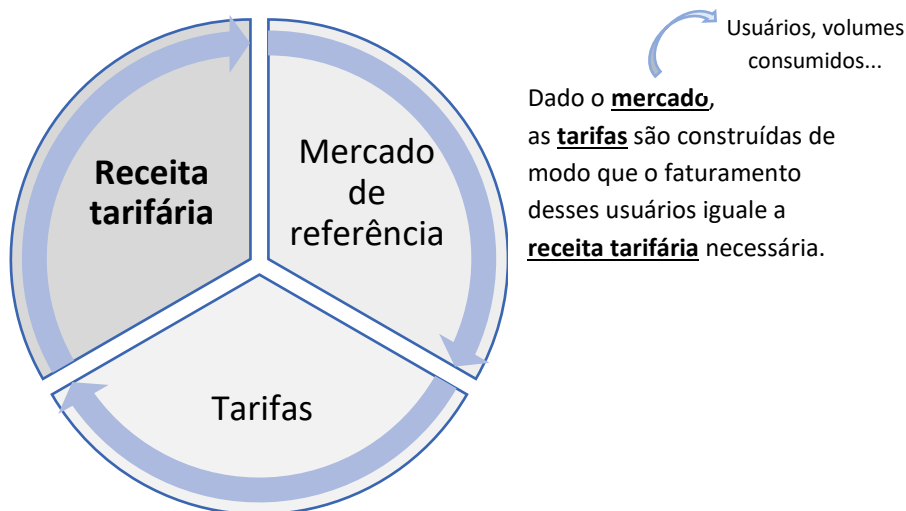 Receita
tarifária
Mercado
de
referência
Tarifas
Usuários, volumes
consumidos...
Dado o mercado,
as tarifas são construídas de
modo que o faturamento
desses usuários iguale a
receita tarifária necessária.